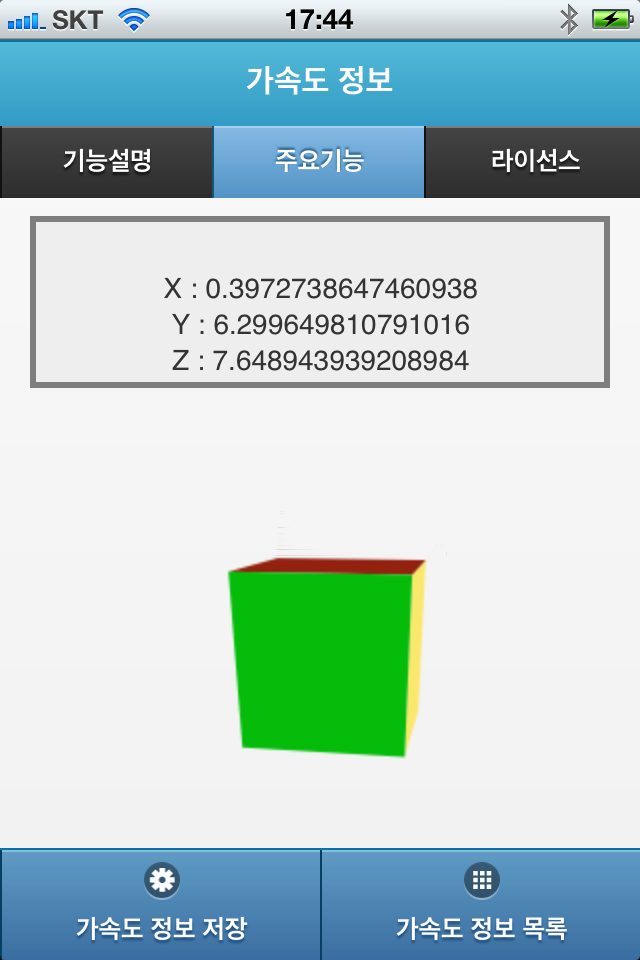 SKT 17:44
가속도 정보
기능설명 주요기능 라이선스
X : 0.3972738647460938
Y : 6.299649810791016
Z : 7.648943939208984
가속도 정보 저장 가속도 정보 목록